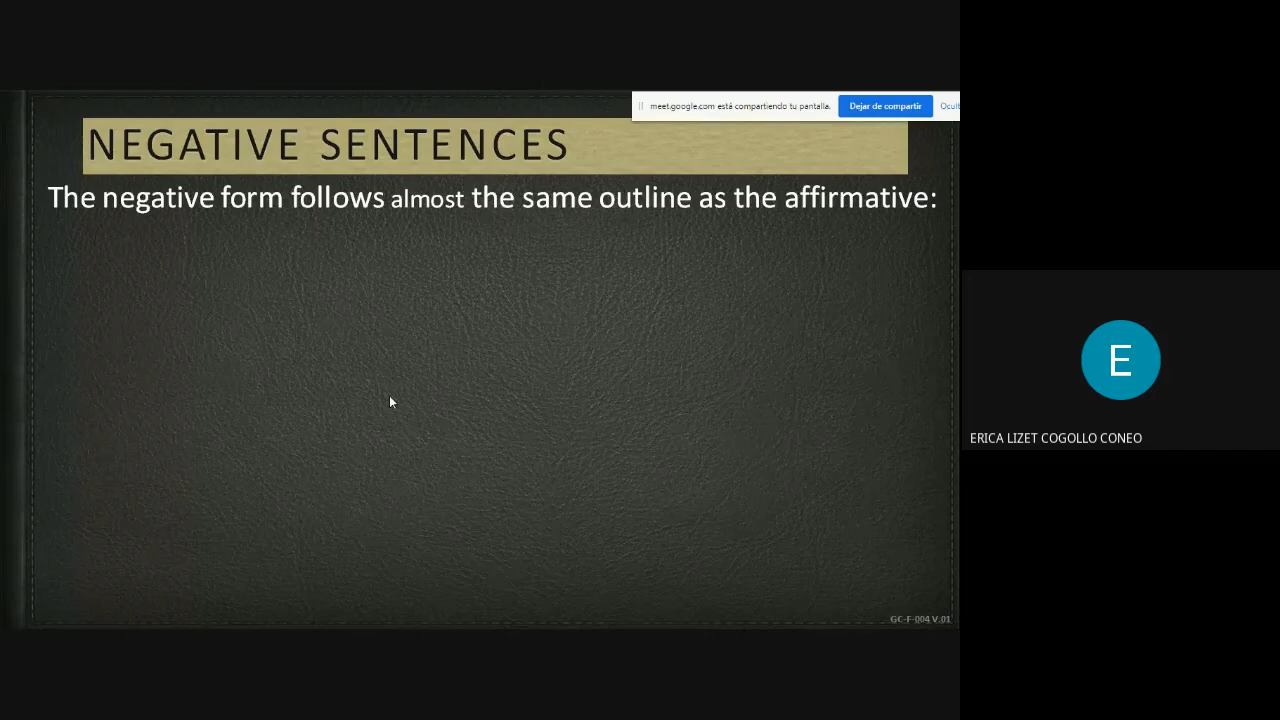 meet.google.com está compartiendo tu pantalla.
Dejar de compartir
Ocult
NEGATIVE SENTENCES
The negative form follows almost the same outline as the affirmative:
E
ERICA LIZET COGOLLO CONEO
GC-F-004 V.01